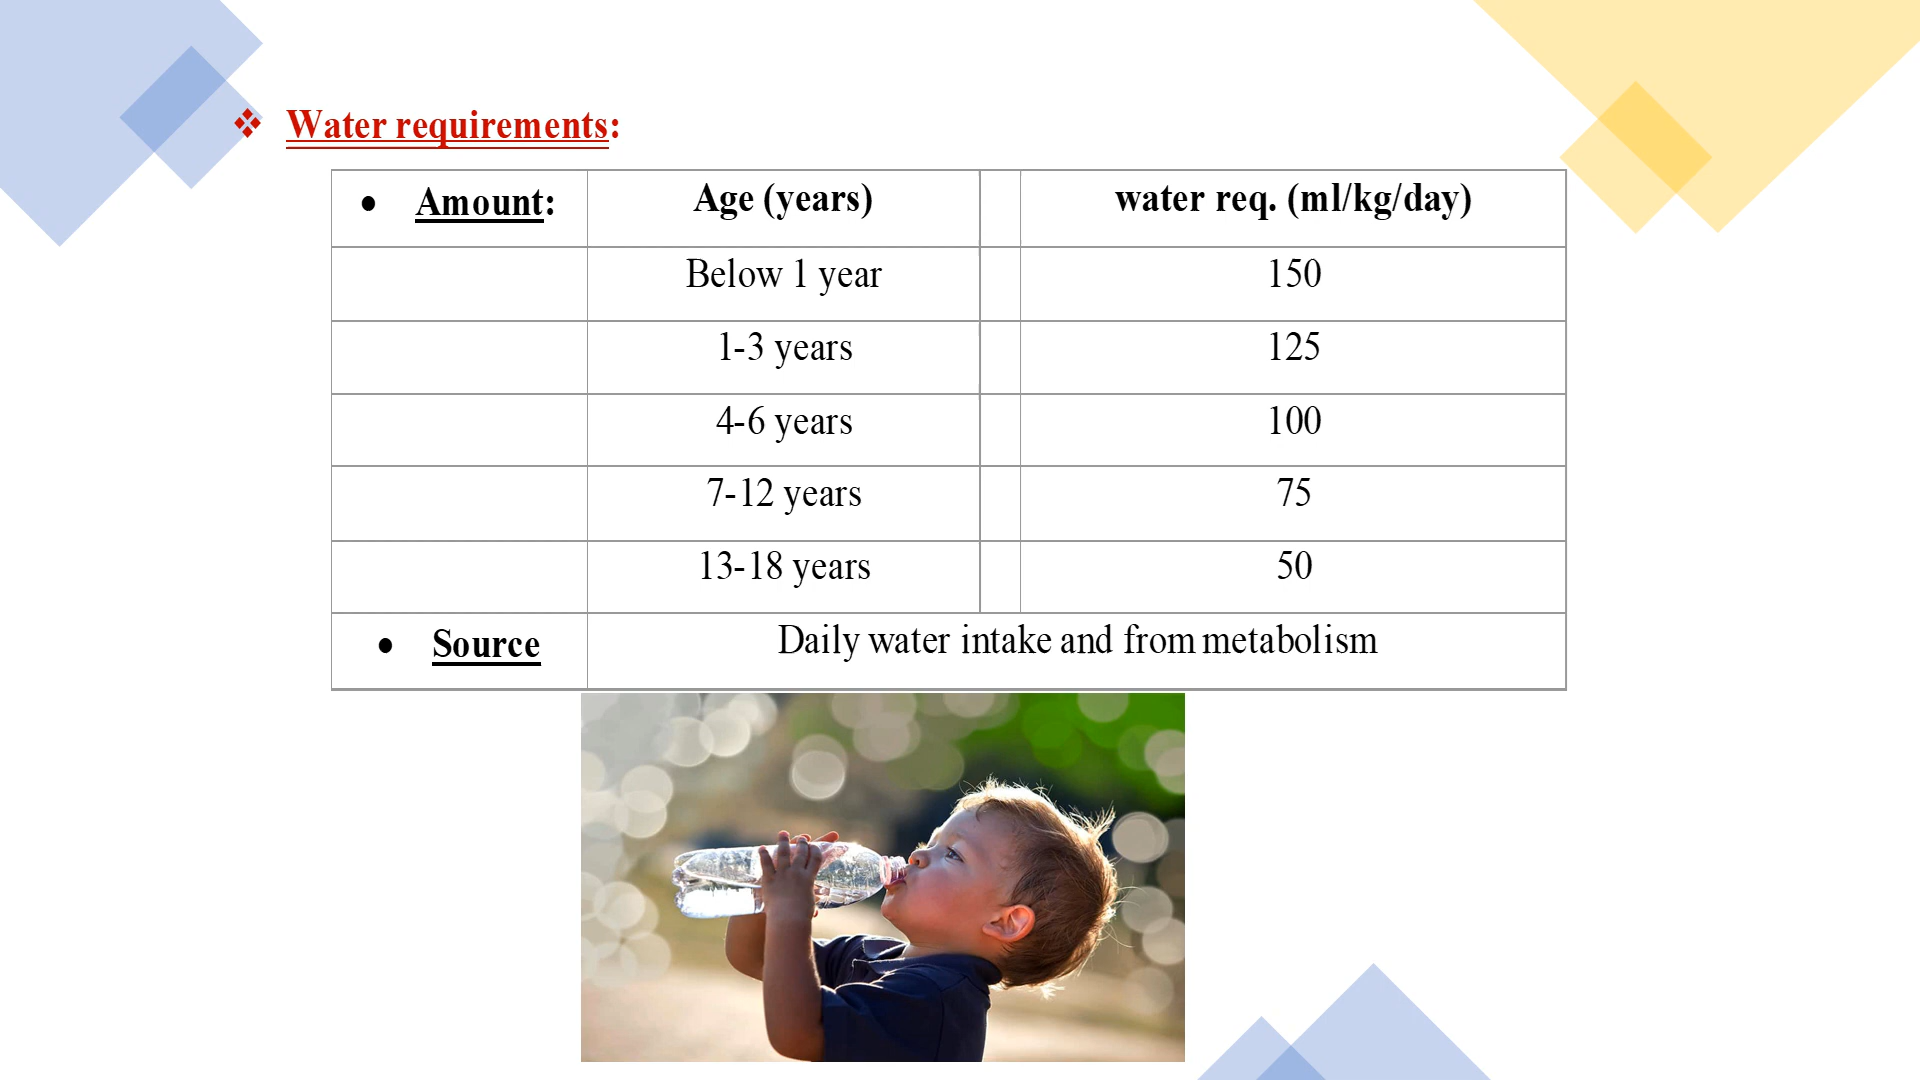 ❖ Water requirements:
• Amount: Age (years) water req. (ml/kg/day)
Below 1 year 150
1-3 years 125
4-6 years 100
7-12 years 75
13-18 years 50
• Source Daily water intake and from metabolism